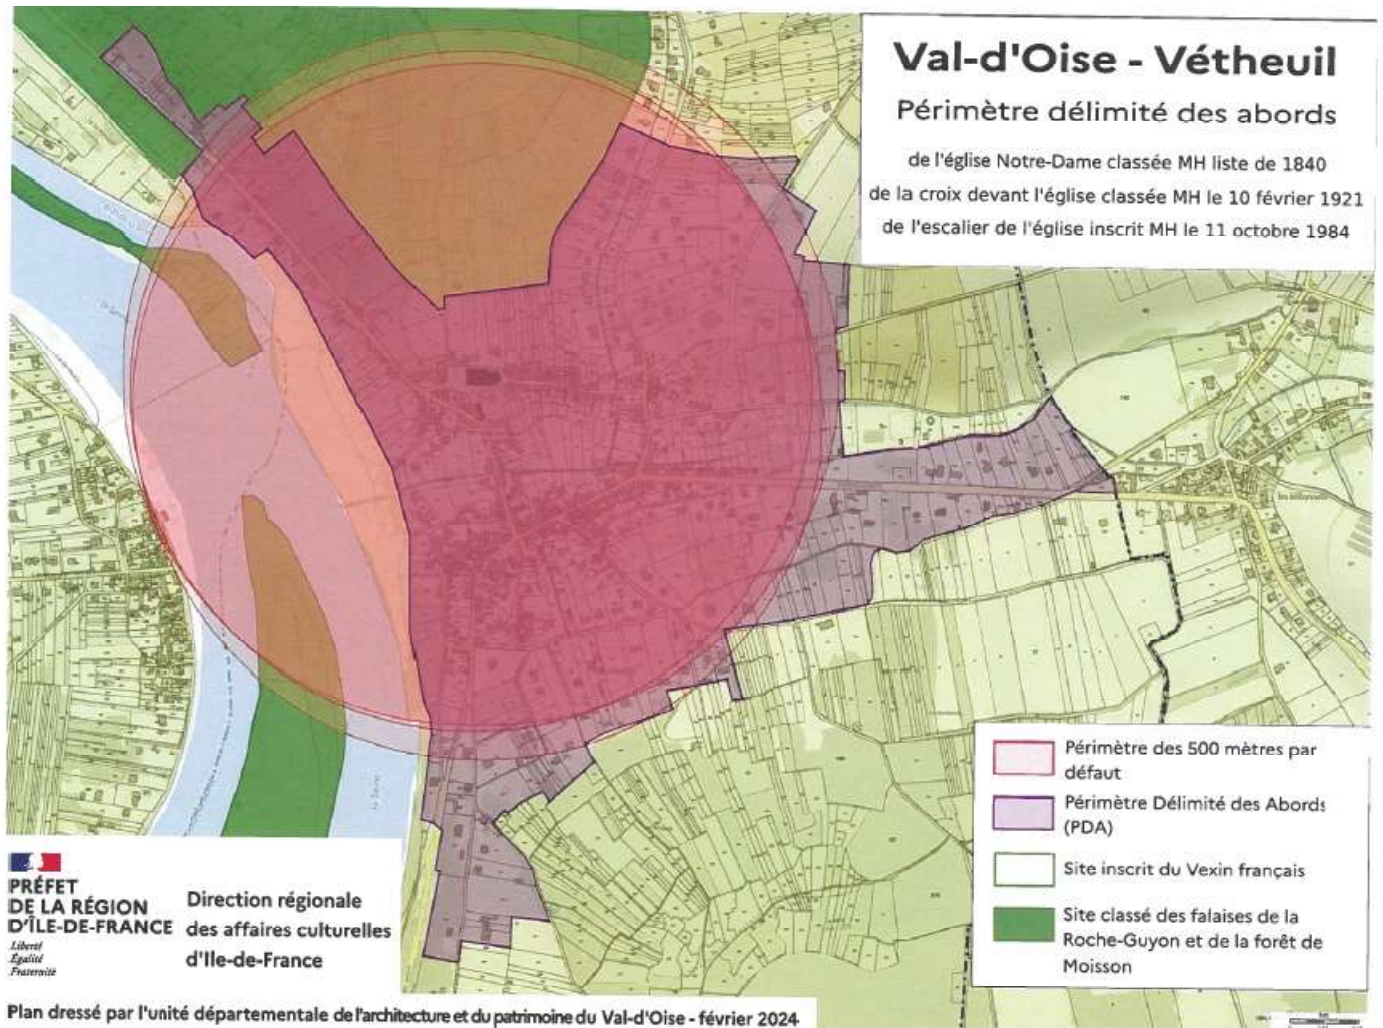 Val-d'Oise - Vétheuil
Périmètre délimité des abords
de l'église Notre-Dame classée MH liste de 1840
de la croix devant l'église classée MH le 10 février 1921
de l'escalier de l'église inscrit MH le 11 octobre 1984
la Seine
Périmètre des 500 mètres par
défaut
Périmètre Délimité des Abords
(PDA)
Site inscrit du Vexin français
Site classé des falaises de la
Roche-Guyon et de la forêt de
Moisson
PRÉFET
DE LA RÉGION
D'ÎLE-DE-FRANCE
Liberté
Égalité
Fraternité
Direction régionale
des affaires culturelles
d'Ile-de-France
Plan dressé par l'unité départementale de l'architecture et du patrimoine du Val-d'Oise - février 2024